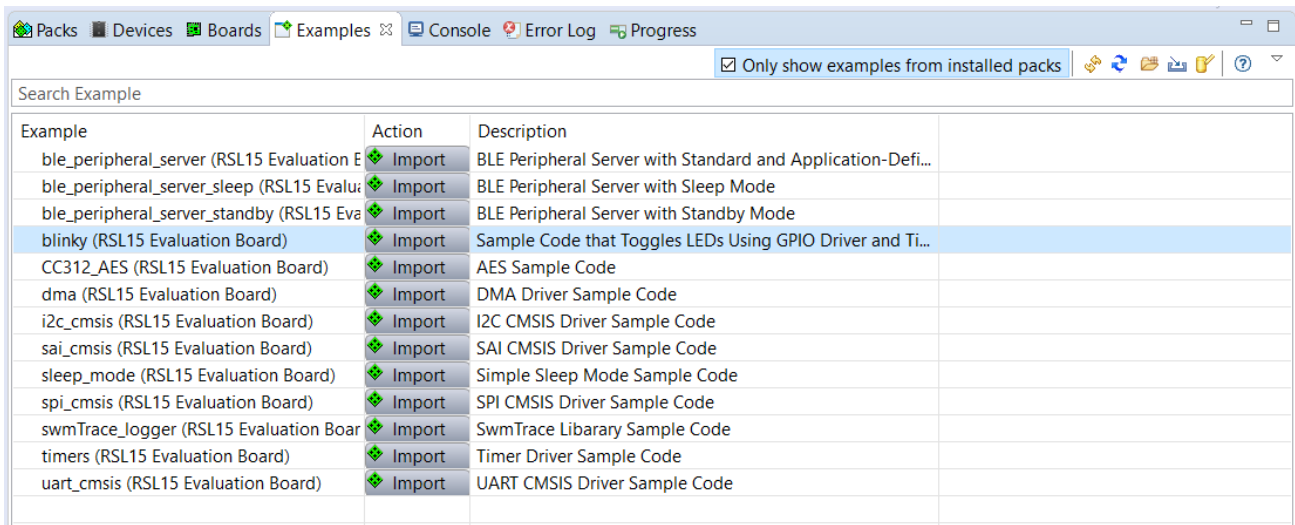 Packs Devices Boards Examples Console Error Log Progress
Only show examples from installed packs
Search Example
Example Action Description
ble_peripheral_server (RSL15 Evaluation E Import BLE Peripheral Server with Standard and Application-Defi...
ble_peripheral_server_sleep (RSL15 Evalua Import BLE Peripheral Server with Sleep Mode
ble_peripheral_server_standby (RSL15 Eva Import BLE Peripheral Server with Standby Mode
blinky (RSL15 Evaluation Board) Import Sample Code that Toggles LEDs Using GPIO Driver and Ti...
CC312_AES (RSL15 Evaluation Board) Import AES Sample Code
dma (RSL15 Evaluation Board) Import DMA Driver Sample Code
i2c_cmsis (RSL15 Evaluation Board) Import I2C CMSIS Driver Sample Code
sai_cmsis (RSL15 Evaluation Board) Import SAI CMSIS Driver Sample Code
sleep_mode (RSL15 Evaluation Board) Import Simple Sleep Mode Sample Code
spi_cmsis (RSL15 Evaluation Board) Import SPI CMSIS Driver Sample Code
swmTrace_logger (RSL15 Evaluation Boar Import SwmTrace Libarary Sample Code
timers (RSL15 Evaluation Board) Import Timer Driver Sample Code
uart_cmsis (RSL15 Evaluation Board) Import UART CMSIS Driver Sample Code